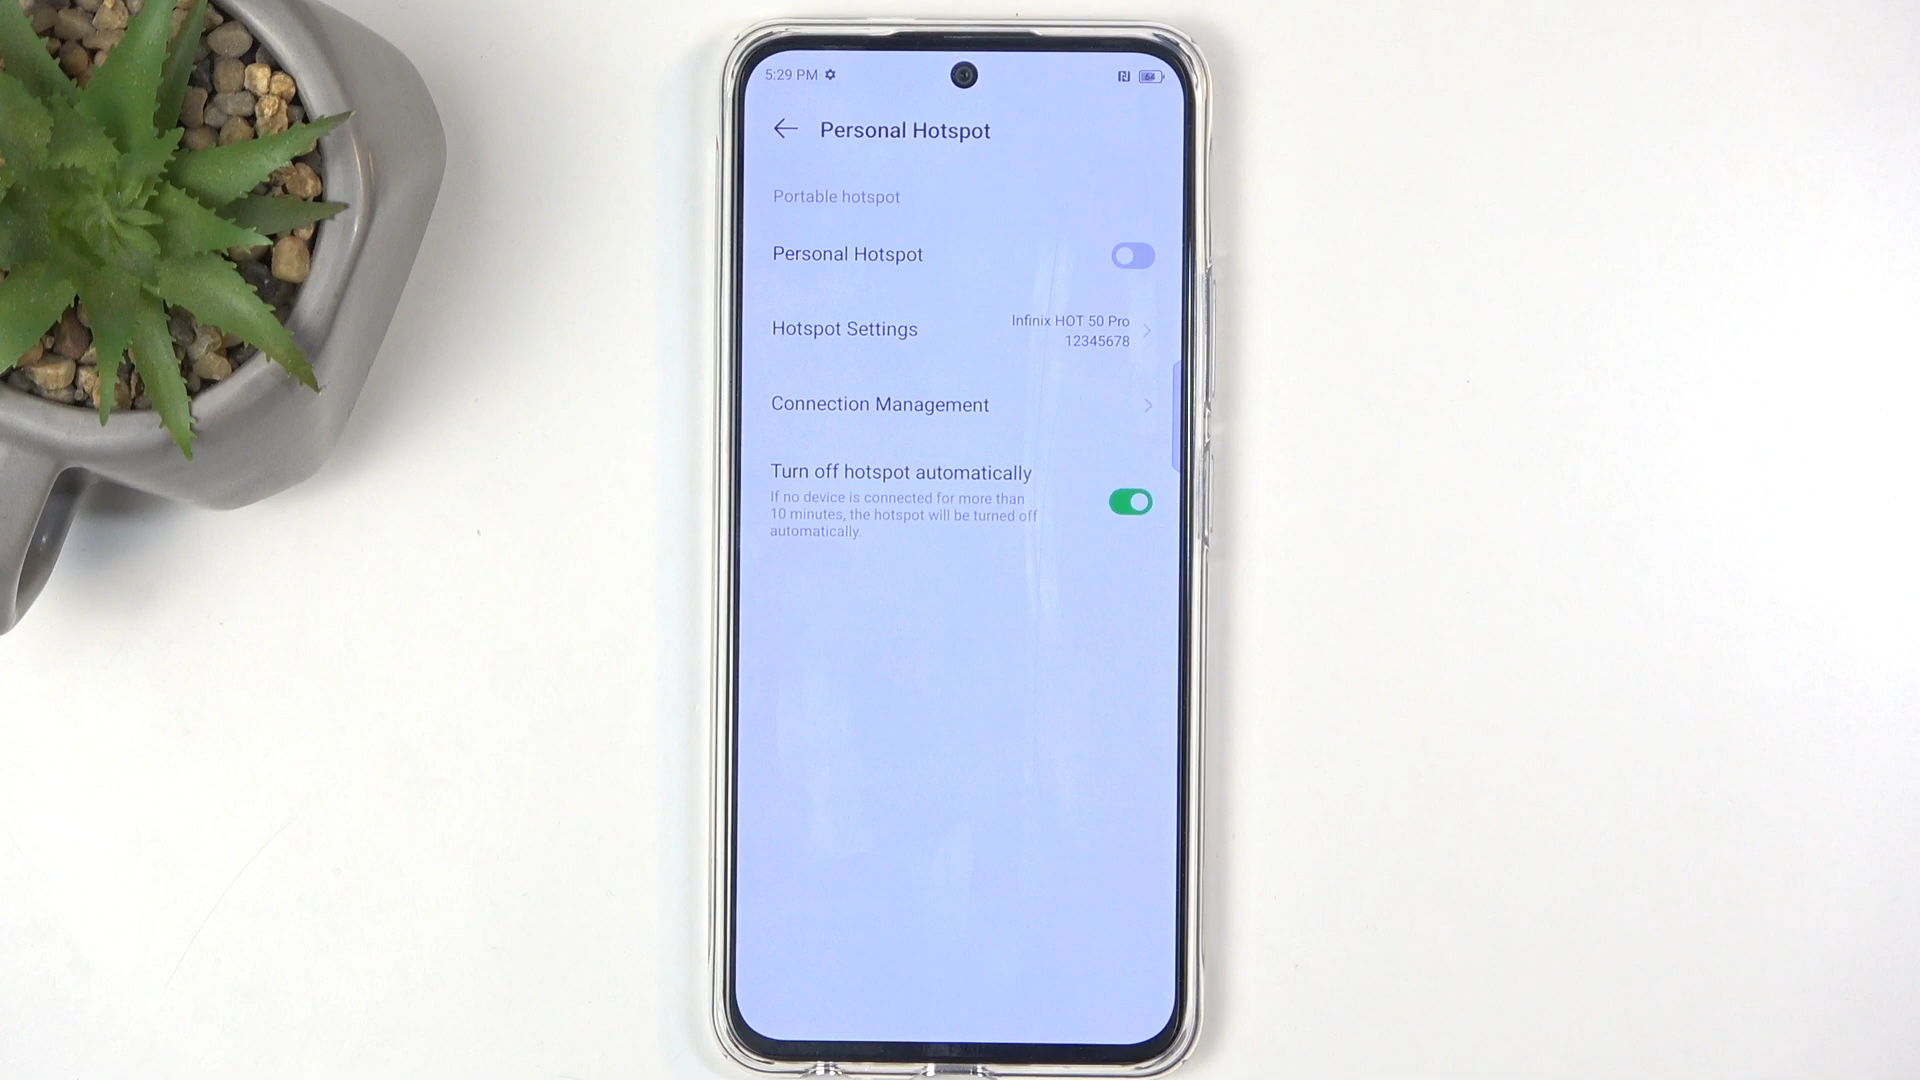 5:29 PM
64
Personal Hotspot
Portable hotspot
Personal Hotspot
Hotspot Settings
Infinix HOT 50 Pro
12345678
Connection Management
Turn off hotspot automatically
If no device is connected for more than
10 minutes, the hotspot will be turned off
automatically.